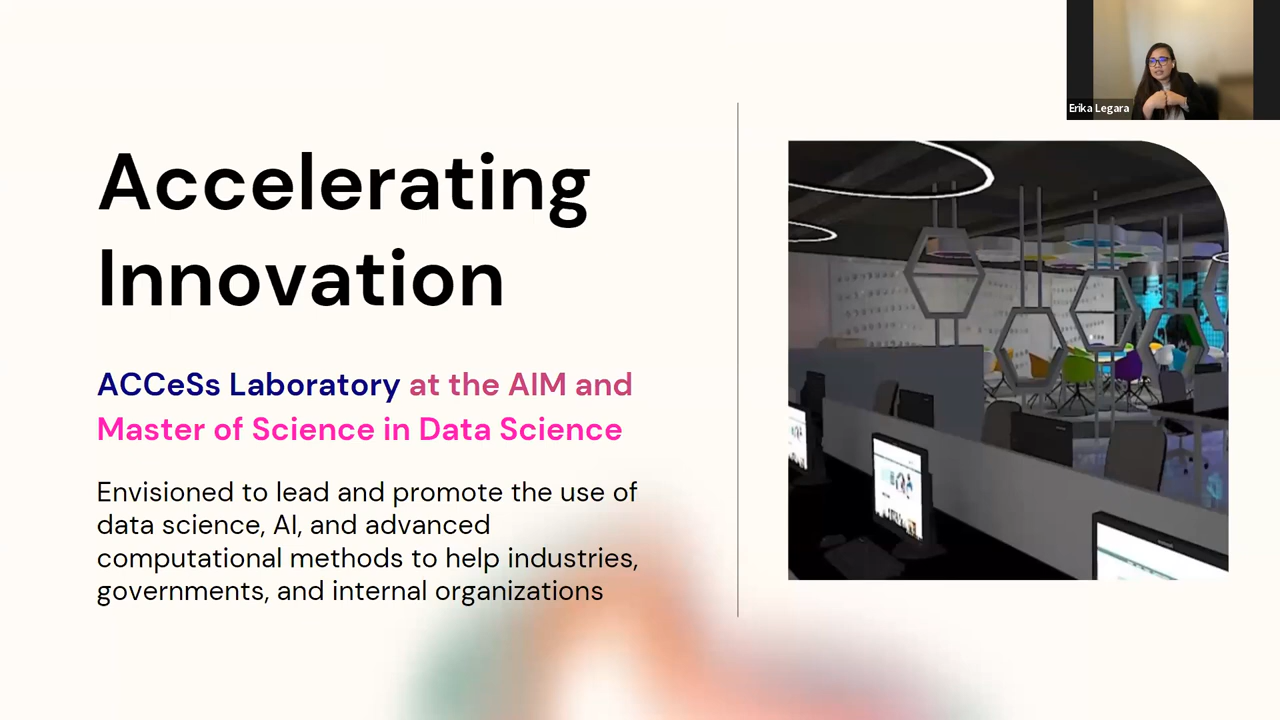 Erika Legara
Accelerating
Innovation
ACCeSs Laboratory at the AIM and
Master of Science in Data Science
Envisioned to lead and promote the use of
data science, AI, and advanced
computational methods to help industries,
governments, and internal organizations